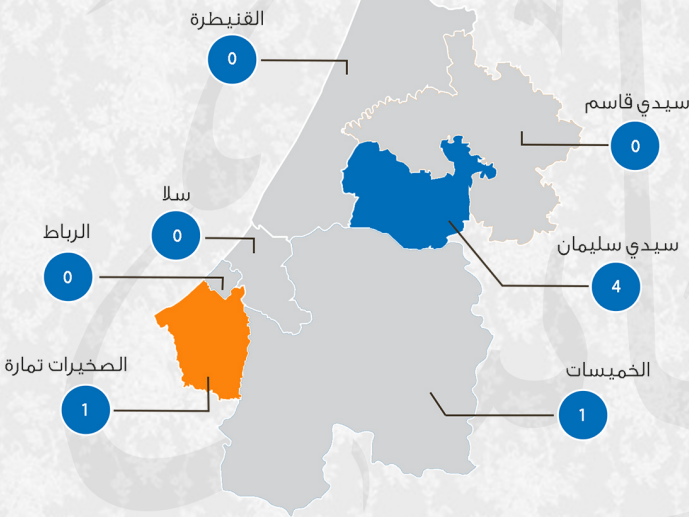 القنيطرة
0
سيدي قاسم
0
سلا
0
الرباط
0
سيدي سليمان
4
الصخيرات تمارة
1
الخميسات
1